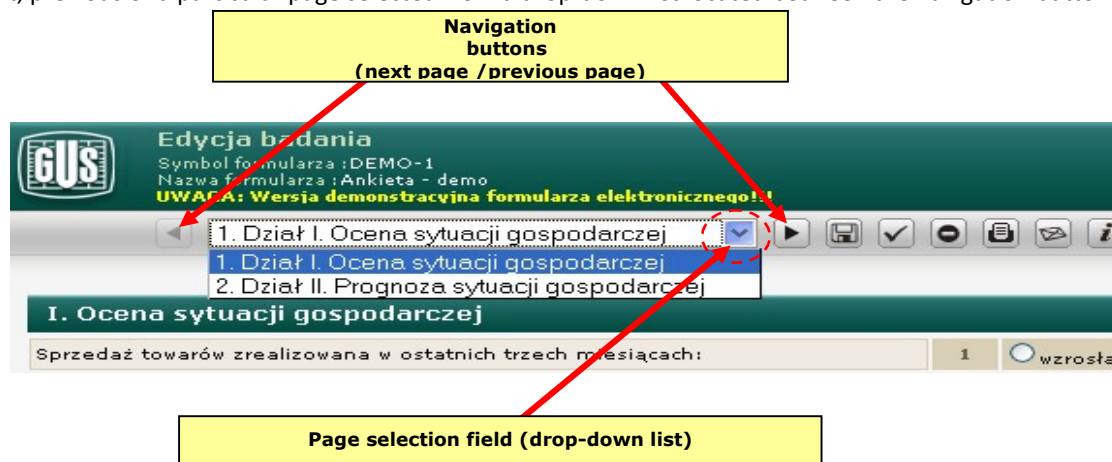 Navigation
buttons
(next page /previous page)
GUS
Edycja badania
Symbol formularza :DEMO-1
Nazwa formularza :Ankieta - demo
UWAGA: Wersja demonstracyjna formularza elektronicznego!!!
1. Dział I. Ocena sytuacji gospodarczej
1. Dział I. Ocena sytuacji gospodarczej
2. Dział II. Prognoza sytuacji gospodarczej
I. Ocena sytuacji gospodarczej
Sprzedaż towarów zrealizowana w ostatnich trzech miesiącach: 1 wzrosła
Page selection field (drop-down list)